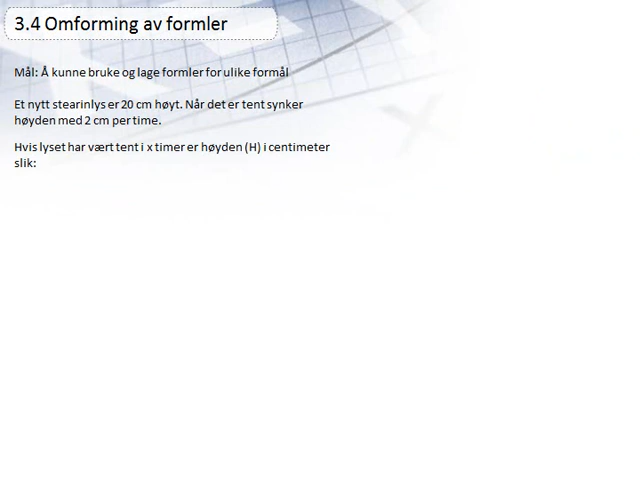 3.4 Omforming av formler
Mål: Å kunne bruke og lage formler for ulike formål
Et nytt stearinlys er 20 cm høyt. Når det er tent synker
høyden med 2 cm per time.
Hvis lyset har vært tent i x timer er høyden (H) i centimeter
slik: